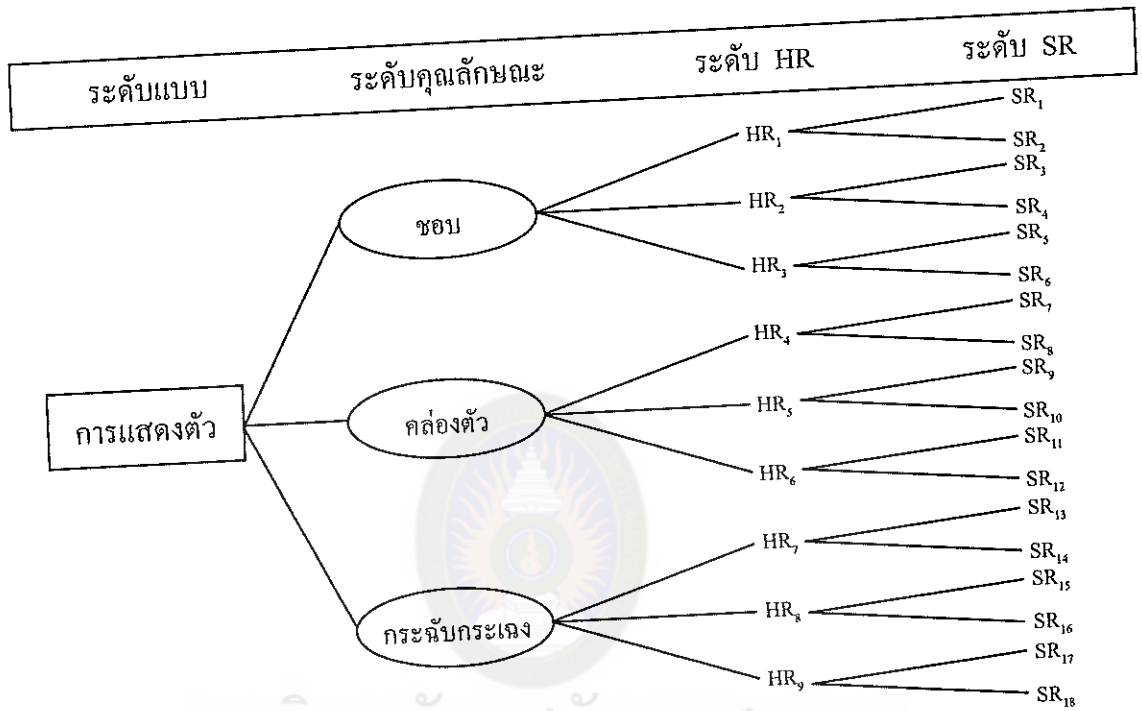 ระดับแบบ ระดับคุณลักษณะ ระดับ HR ระดับ SR
SR₁
HR₁
SR₂
SR₃
ชอบ HR₂
SR₄
SR₅
HR₃
SR₆
SR₇
HR₄
SR₈
SR₉
การแสดงตัว คล่องตัว HR₅
SR₁₀
SR₁₁
HR₆
SR₁₂
SR₁₃
HR₇
SR₁₄
SR₁₅
กระฉับกระเฉง HR₈
SR₁₆
SR₁₇
HR₉
SR₁₈